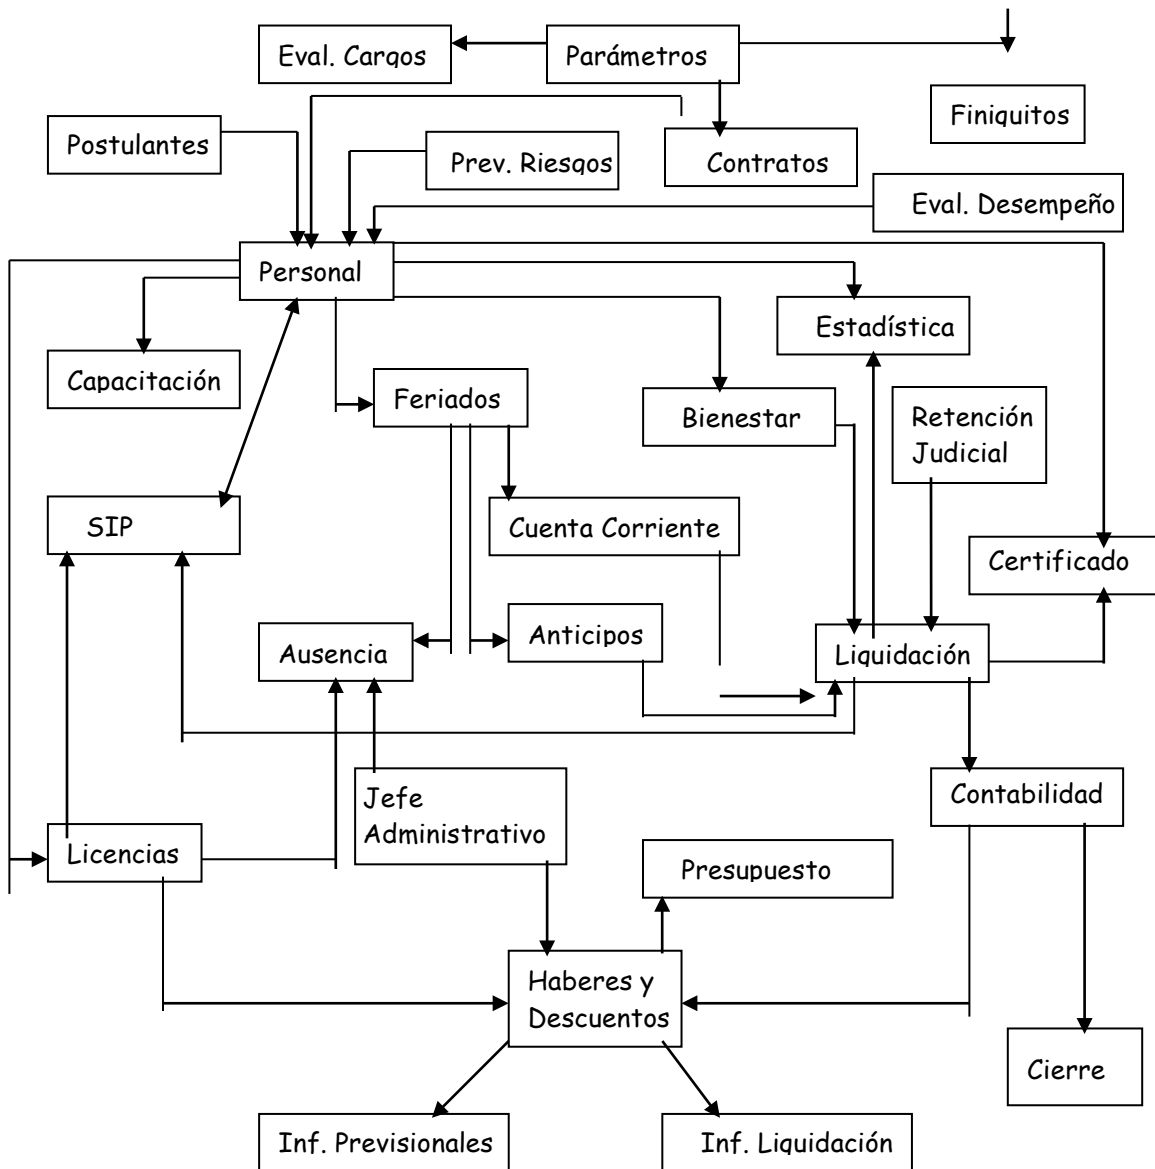 Eval. Cargos
Parámetros
Finiquitos
Postulantes
Prev. Riesgos
Contratos
Eval. Desempeño
Personal
Estadística
Capacitación
Feriados
Bienestar
Retención
Judicial
SIP
Cuenta Corriente
Certificado
Ausencia
Anticipos
Liquidación
Jefe
Administrativo
Contabilidad
Licencias
Presupuesto
Haberes y
Descuentos
Cierre
Inf. Previsionales
Inf. Liquidación